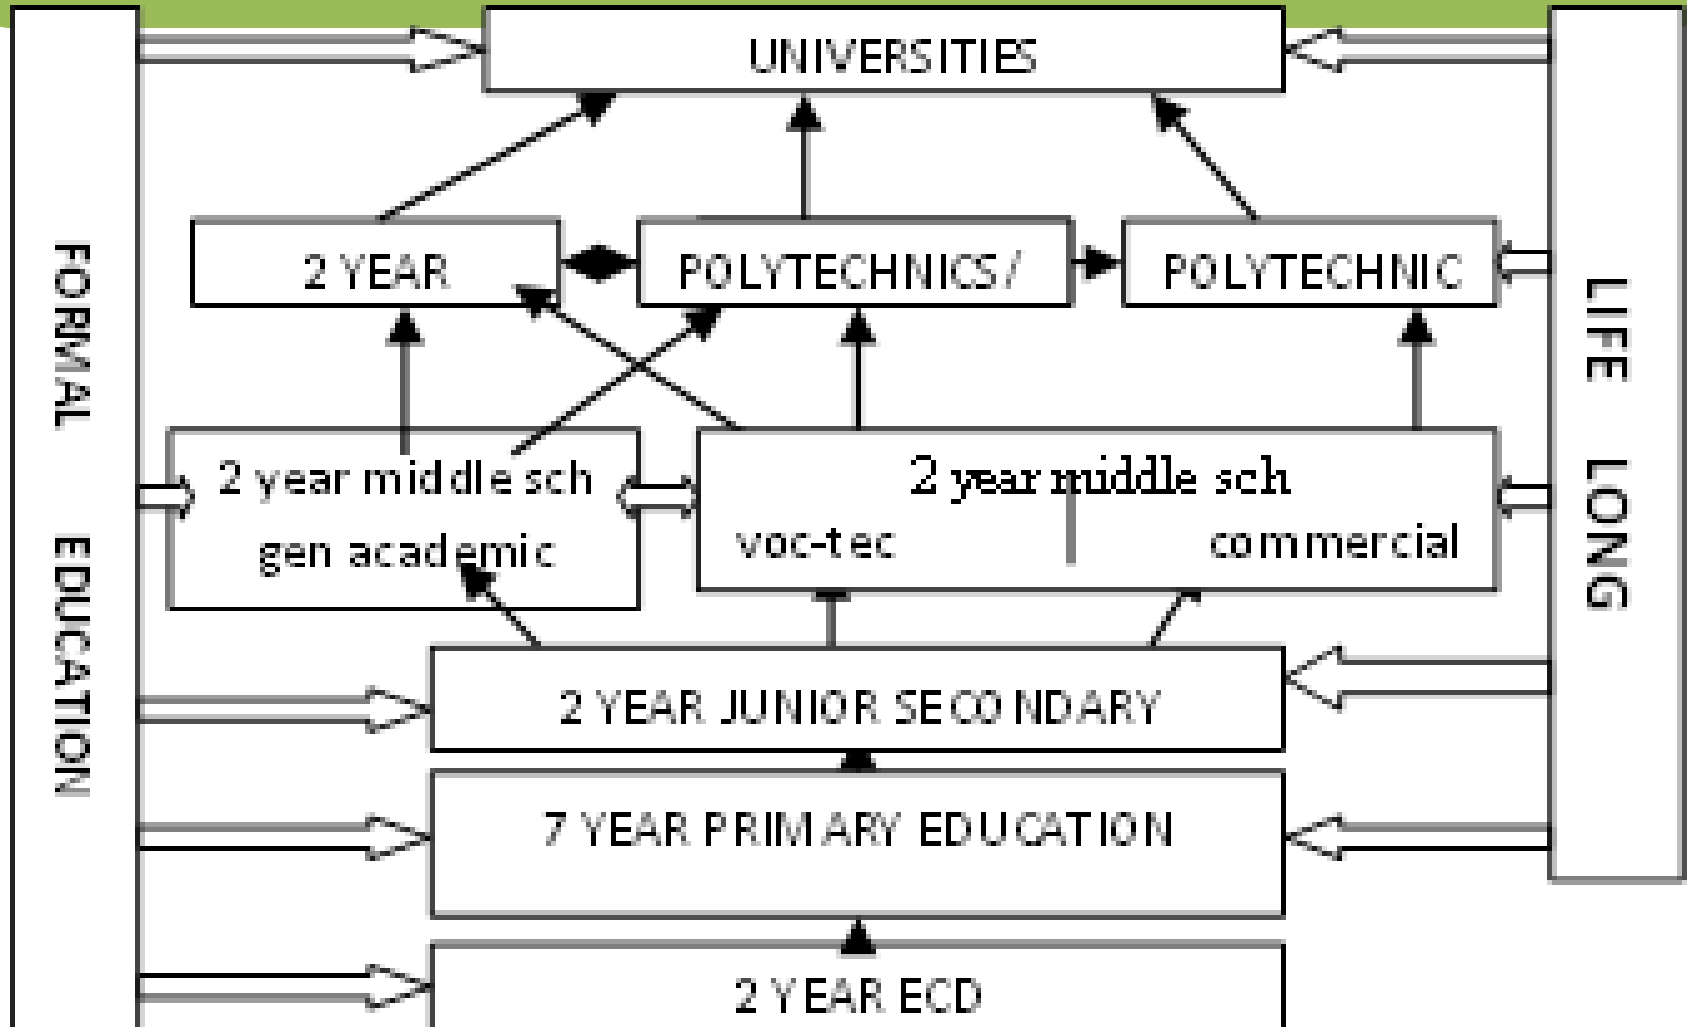 UNIVERSITIES
2 YEAR
POLYTECHNICS/
POLYTECHNIC
2 year middle sch
gen academic
2 year middle sch
voc-tec
commercial
2 YEAR JUNIOR SECONDARY
7 YEAR PRIMARY EDUCATION
2 YEAR ECD
FORMAL EDUCATION
LIFE LONG